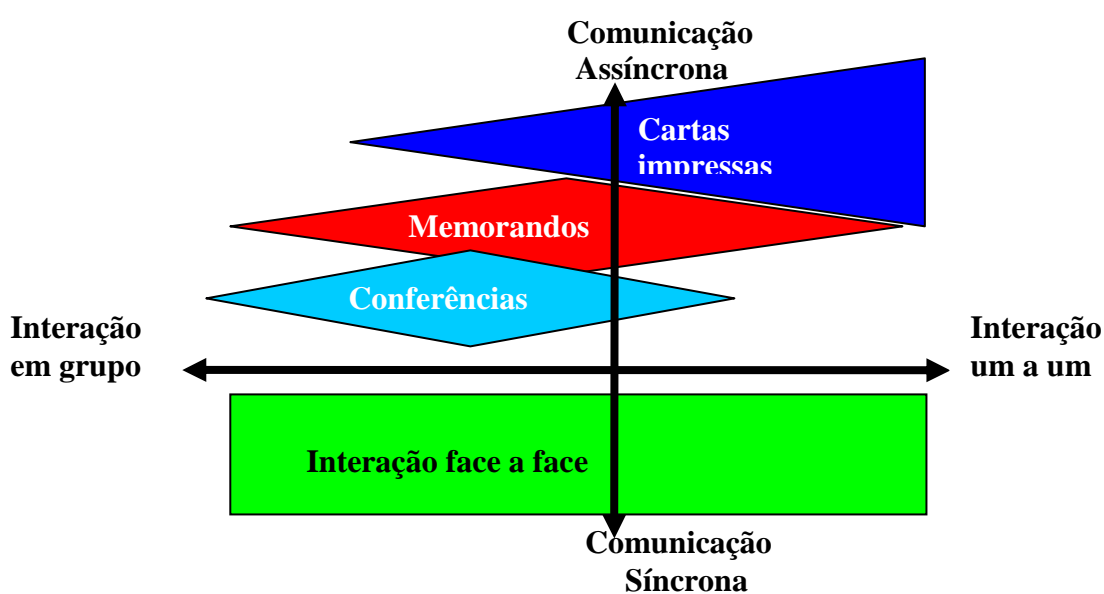 Comunicação
Assíncrona
Cartas
impressas
Memorandos
Conferências
Interação
em grupo
Interação
um a um
Interação face a face
Comunicação
Síncrona